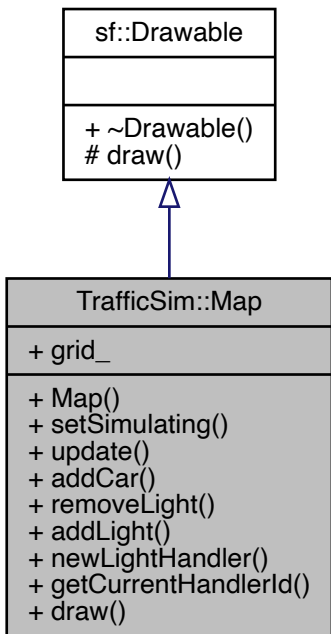 sf::Drawable
+ ~Drawable()
# draw()
TrafficSim::Map
+ grid_
+ Map()
+ setSimulating()
+ update()
+ addCar()
+ removeLight()
+ addLight()
+ newLightHandler()
+ getCurrentHandlerId()
+ draw()